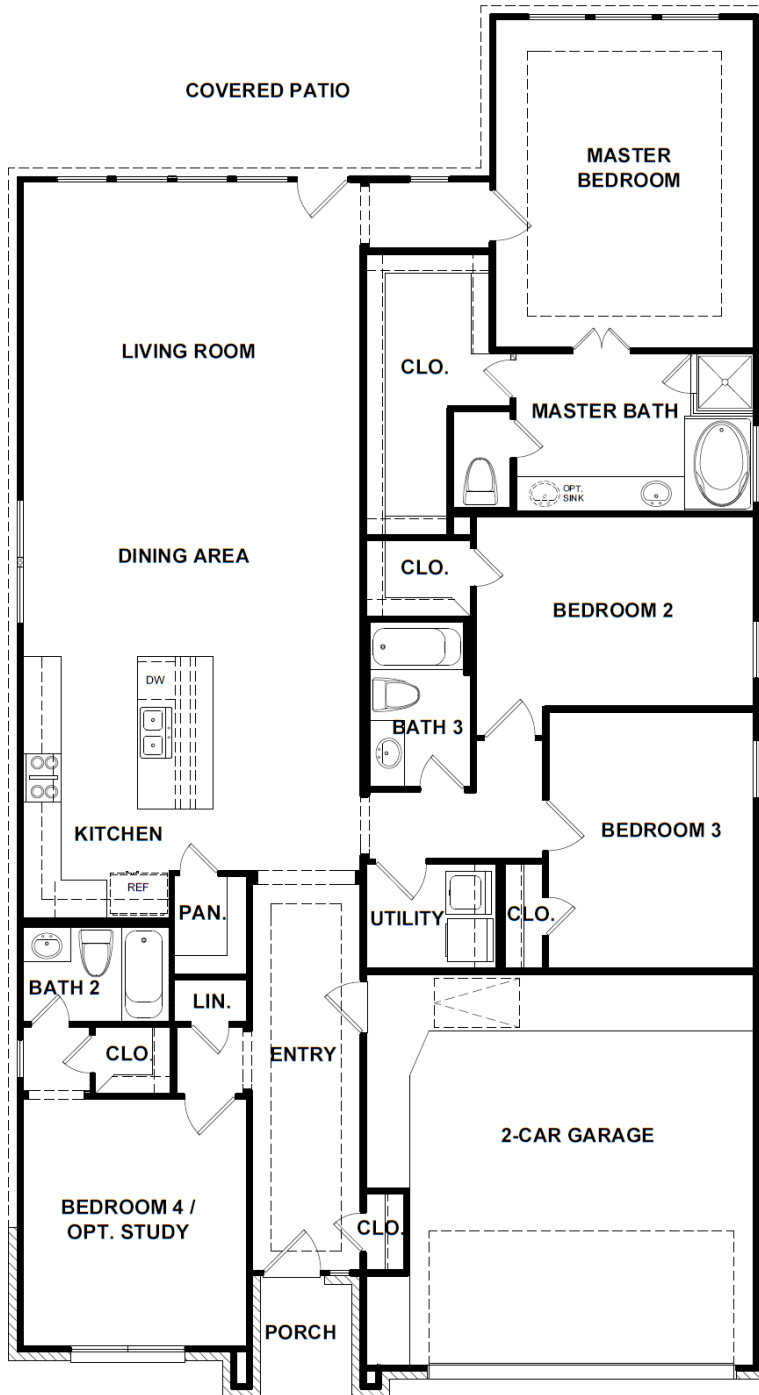 COVERED PATIO
MASTER
BEDROOM
LIVING ROOM
CLO.
MASTER BATH
OPT.
SINK
DINING AREA
CLO.
BEDROOM 2
DW
BATH 3
KITCHEN
BEDROOM 3
REF
PAN.
UTILITY
CLO.
BATH 2
LIN.
CLO.
ENTRY
2-CAR GARAGE
BEDROOM 4 /
OPT. STUDY
CLO.
PORCH